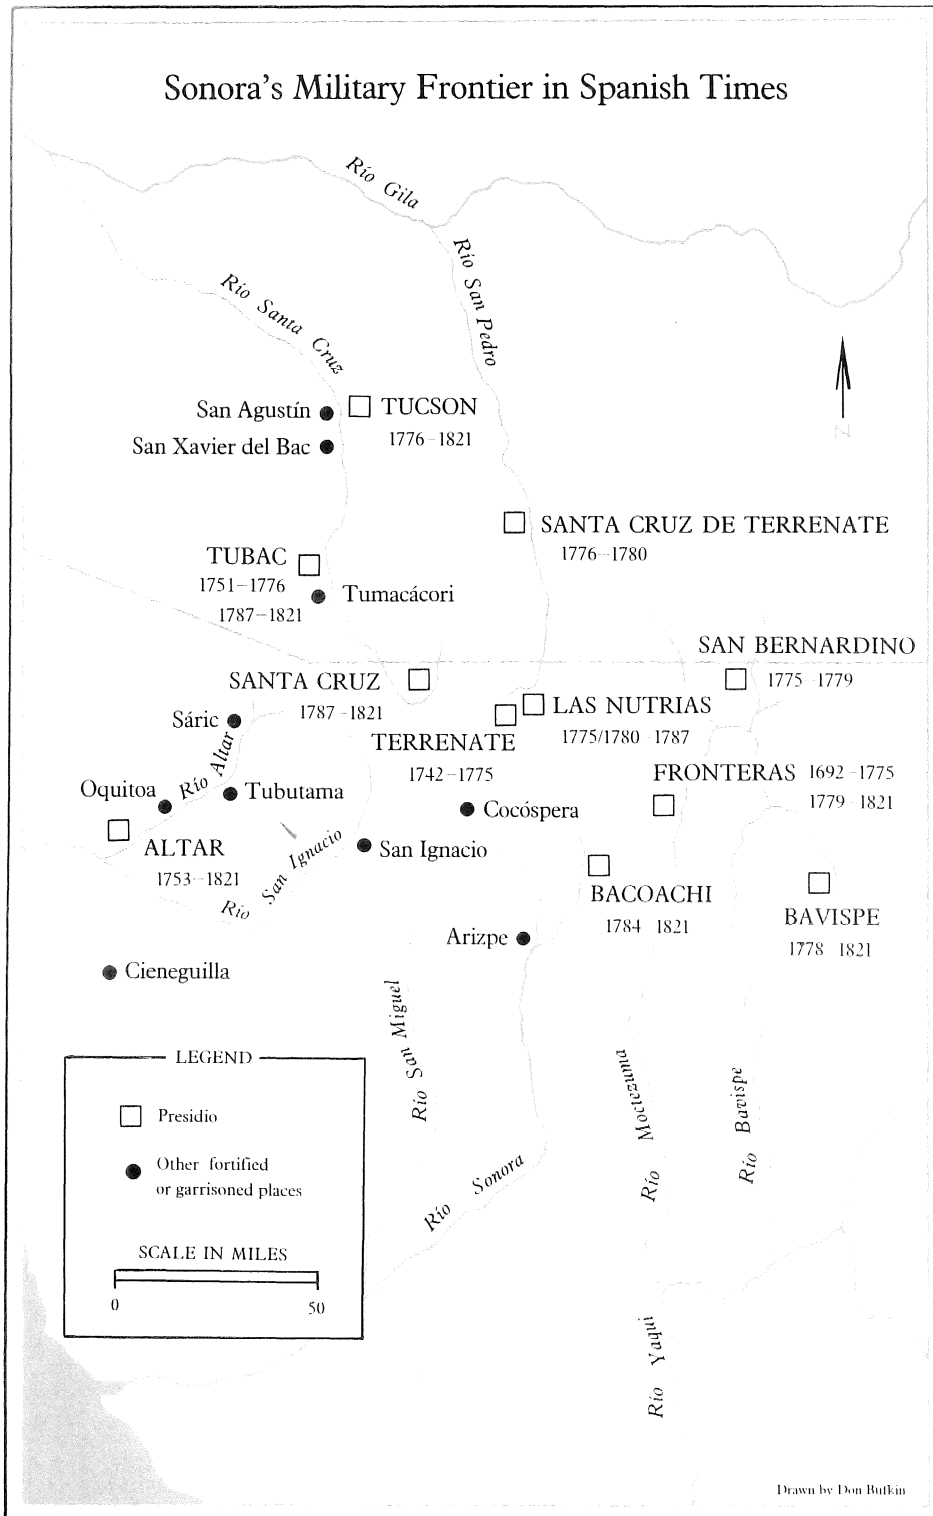 Sonora's Military Frontier in Spanish Times
Río Gila
Río San Pedro
Río Santa Cruz
San Agustín
TUCSON
1776-1821
San Xavier del Bac
N
SANTA CRUZ DE TERRENATE
1776-1780
TUBAC
1751-1776
1787-1821
Tumacácori
SAN BERNARDINO
1775-1779
SANTA CRUZ
1787-1821
LAS NUTRIAS
1775/1780-1787
Sáric
TERRENATE
1742-1775
Río Altar
FRONTERAS 1692-1775
1779-1821
Oquitoa
Tubutama
Cocóspera
ALTAR
1753-1821
Río San Ignacio
San Ignacio
BACOACHI
1784 1821
BAVISPE
1778 1821
Arizpe
Cieneguilla
Río San Miguel
Río Moctezuma
Río Bavispe
Río Sonora
Río Yaqui
LEGEND
Presidio
Other fortified
or garrisoned places
SCALE IN MILES
0 50
Drawn by Don Bufkin